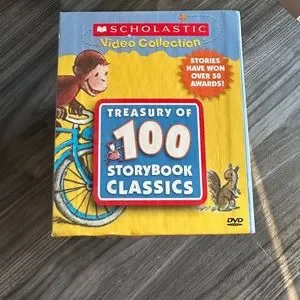 SCHOLASTIC
Video Collection
STORIES
HAVE WON
OVER 50
AWARDS!
TREASURY OF
100
STORYBOOK
CLASSICS
DVD